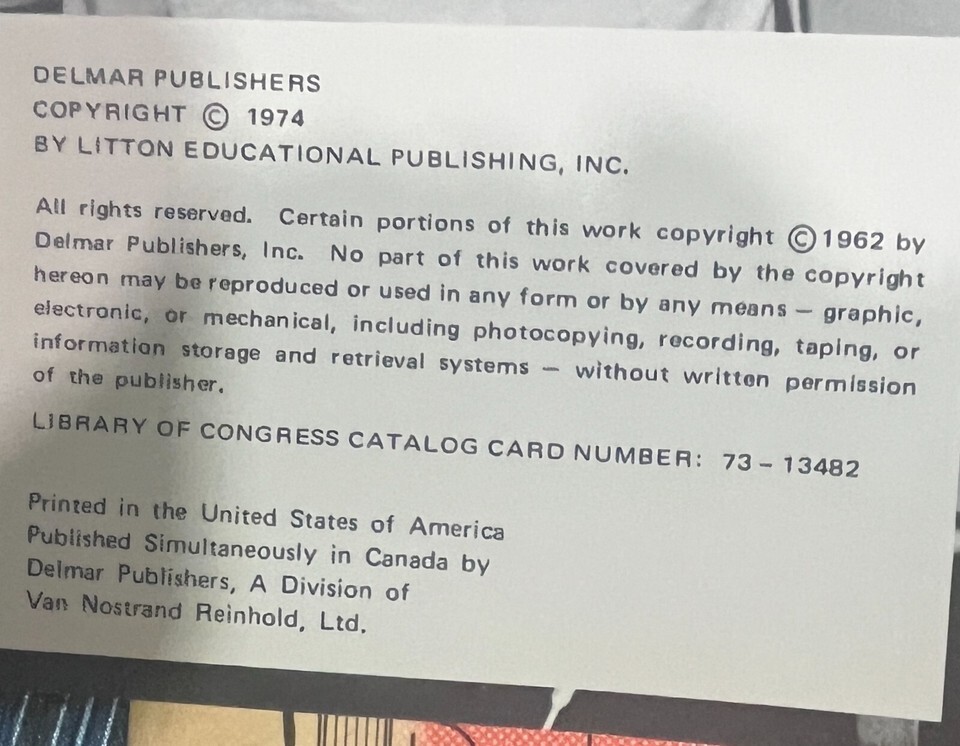 DELMAR PUBLISHERS
COPYRIGHT © 1974
BY LITTON EDUCATIONAL PUBLISHING, INC.
All rights reserved. Certain portions of this work copyright © 1962 by
Delmar Publishers, Inc. No part of this work covered by the copyright
hereon may be reproduced or used in any form or by any means — graphic,
electronic, or mechanical, including photocopying, recording, taping, or
information storage and retrieval systems — without written permission
of the publisher.
LIBRARY OF CONGRESS CATALOG CARD NUMBER: 73 – 13482
Printed in the United States of America
Published Simultaneously in Canada by
Delmar Publishers, A Division of
Van Nostrand Reinhold, Ltd.